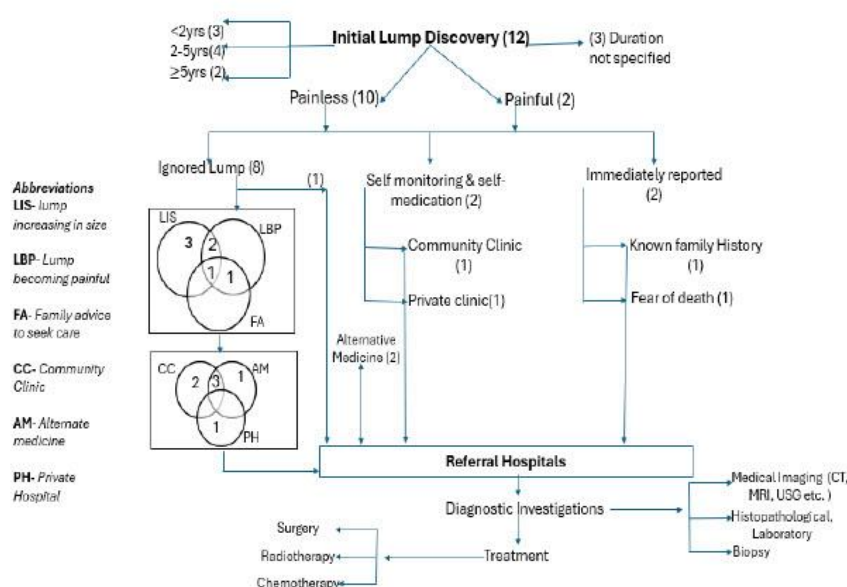 <2yrs (3)
2-5yrs(4)
≥5yrs (2)
Initial Lump Discovery (12)
(3) Duration
not specified
Painless (10)
Painful (2)
Ignored Lump (8)
(1)
Self monitoring & self-
medication (2)
Immediately reported
(2)
Abbreviations
LIS- lump
increasing in size
LBP- Lump
becoming painful
FA- Family advice
to seek care
CC- Community
Clinic
AM- Alternate
medicine
PH- Private
Hospital
LIS
LBP
3
2
1
1
FA
Community Clinic
(1)
Private clinic(1)
Known family History
(1)
Fear of death (1)
Alternative
Medicine (2)
CC
AM
2
3
1
1
PH
Referral Hospitals
Diagnostic Investigations
Medical Imaging (CT,
MRI, USG etc. )
Histopathological,
Laboratory
Biopsy
Treatment
Surgery
Radiotherapy
Chemotherapy